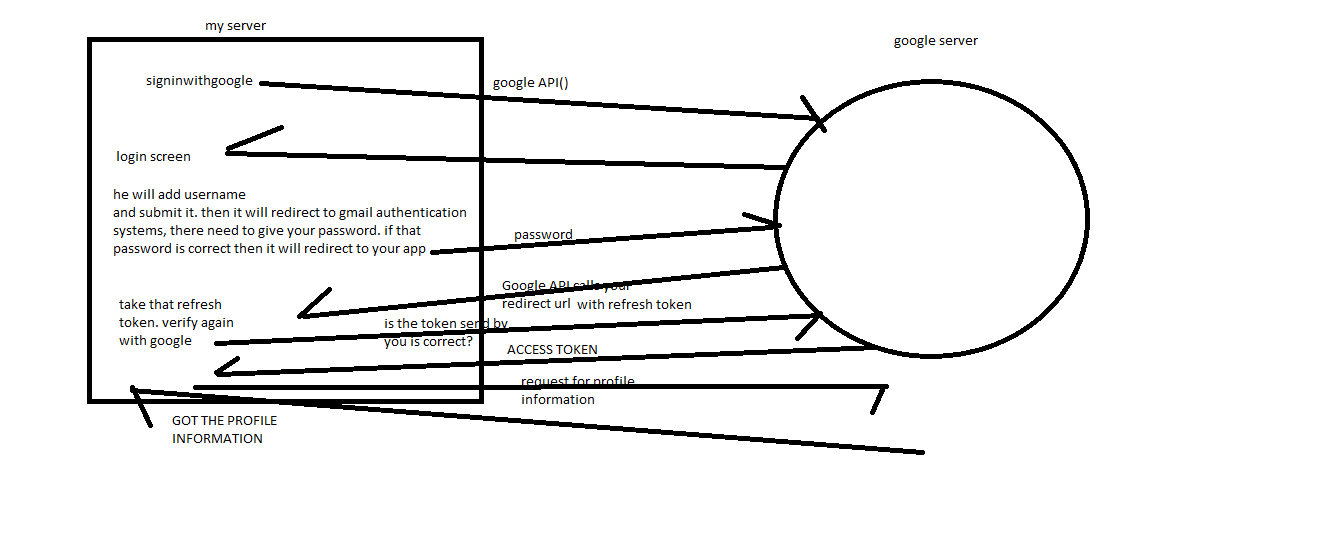 my server
google server
signinwithgoogle
google API()
login screen
he will add username
and submit it. then it will redirect to gmail authentication
systems, there need to give your password. if that
password is correct then it will redirect to your app
password
Google API calls your
redirect url with refresh token
take that refresh
token. verify again
with google
is the token send by
you is correct?
ACCESS TOKEN
request for profile
information
GOT THE PROFILE
INFORMATION